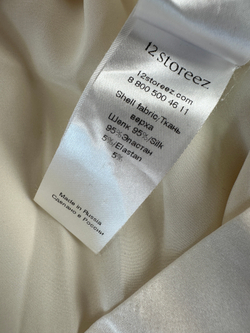 12 STOREEZ
12storeez.com
8 800 500 46 11
Shell fabric/Ткань
верха
Шелк 95%/Silk
95%Эластан
5%/Elastan
5%
Made in Russia
Сделано в России